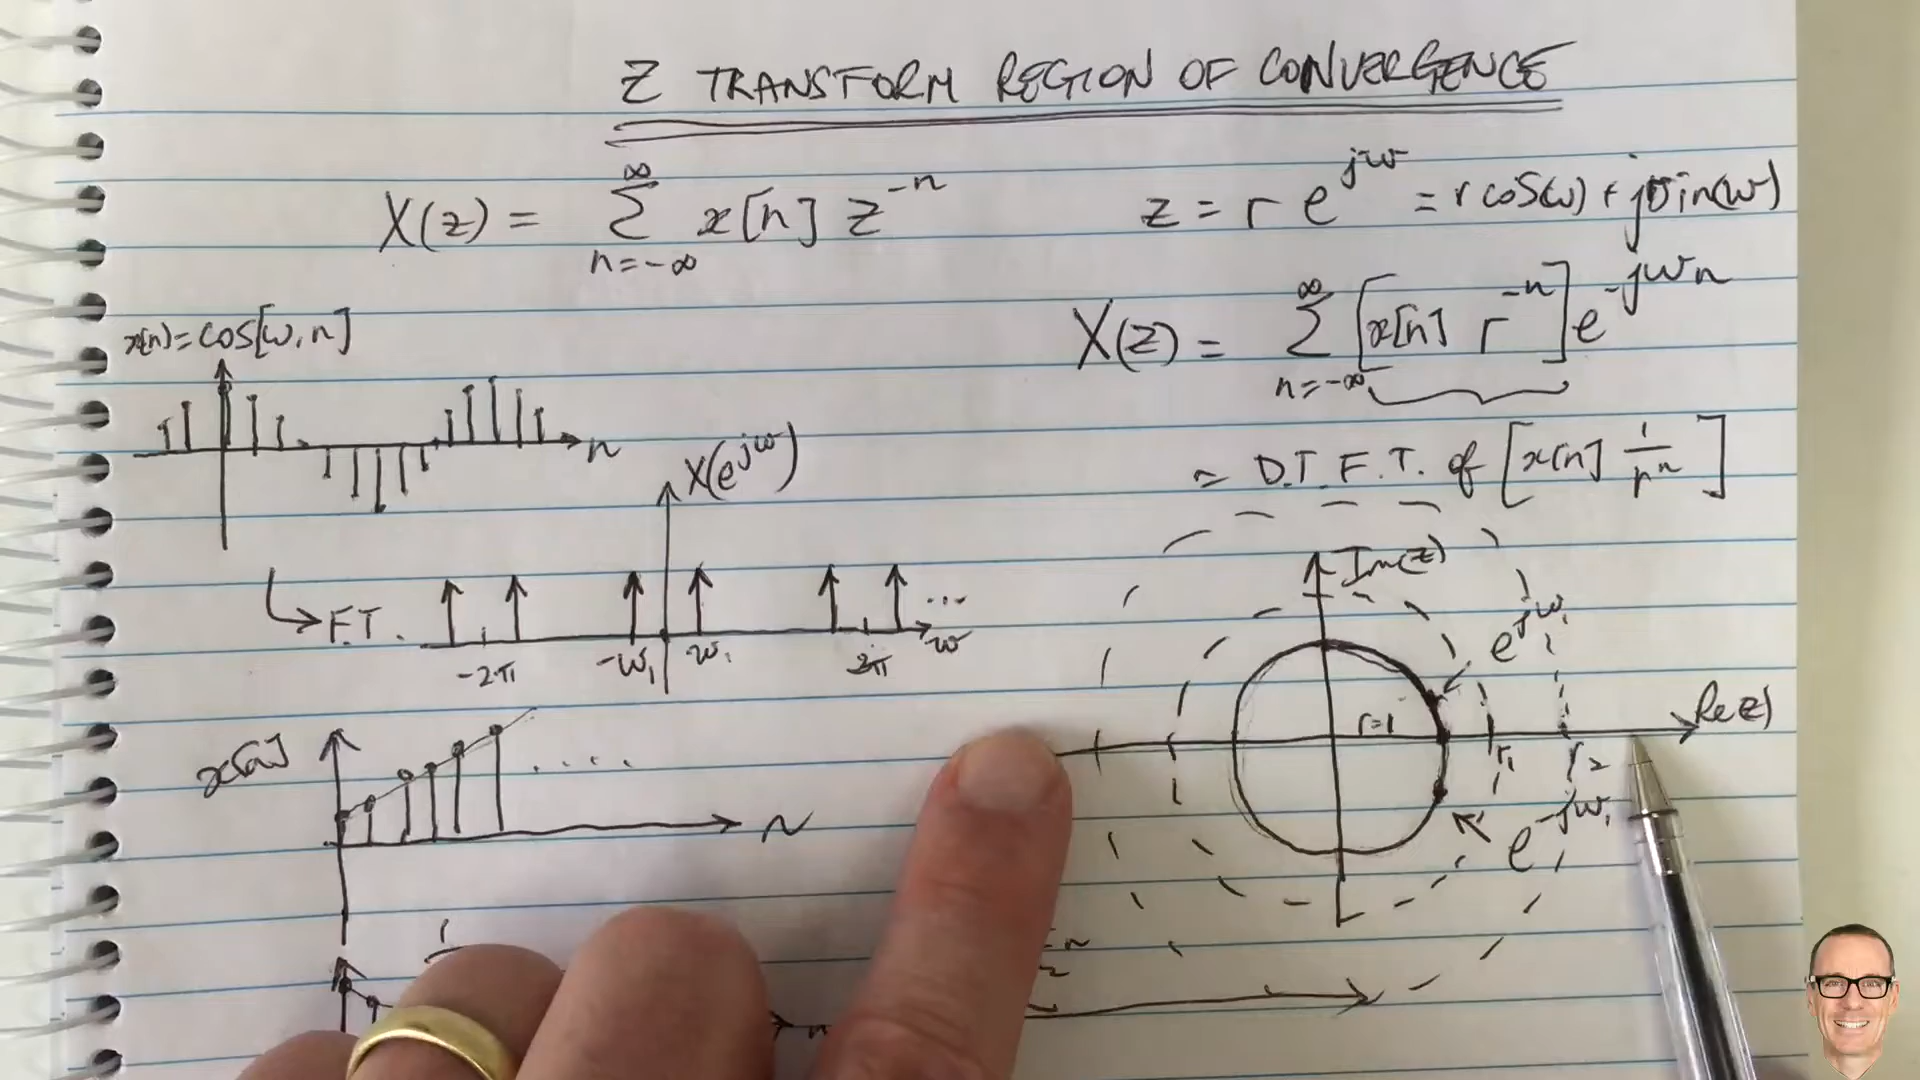 Z TRANSFORM REGION OF CONVERGENCE
X(z) = ∑_{n=-∞}^{∞} x[n] z^{-n}
z = r e^{jω} = r cos(ω) + j sin(ω)
X(z) = ∑_{n=-∞}^{∞} [x[n] r^{-n}] e^{-jωn}
= D.T.F.T. of [x[n] 1/r^n]
x(n) = cos[ω,n]
n
X(e^{jω})
F.T.
-2π
-ω₁
ω₁
2π
ω
...
x[n]
.....
n
1
n
Im(z)
e^{jω₁}
Re(z)
r=1
r₁
r₂
e^{-jω₁}